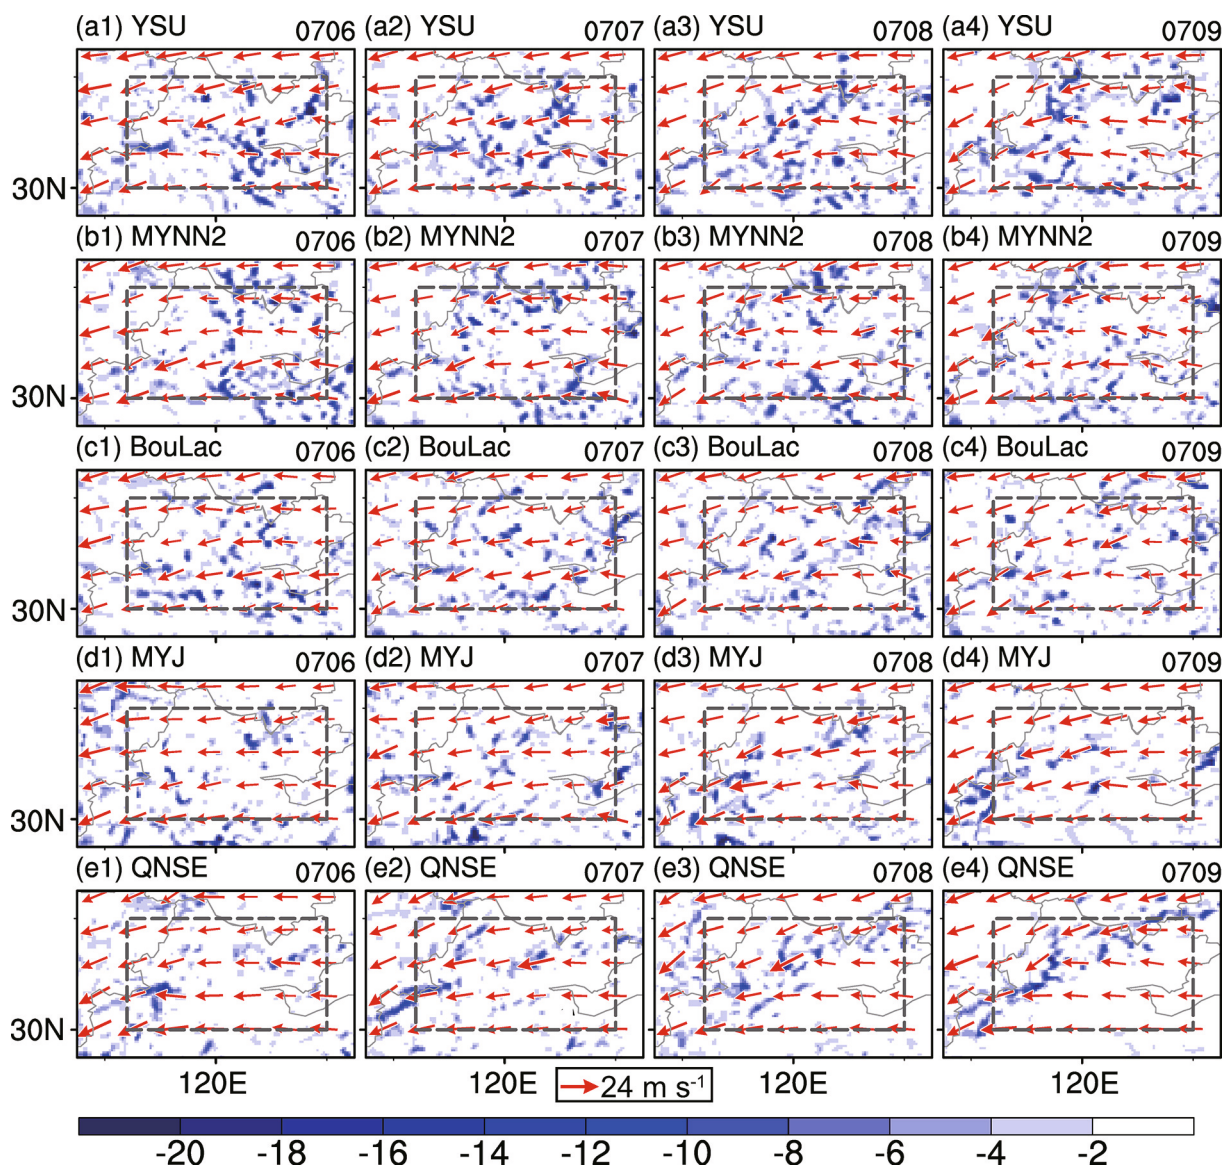 (a1) YSU 0706 (a2) YSU 0707 (a3) YSU 0708 (a4) YSU 0709
30N
(b1) MYNN2 0706 (b2) MYNN2 0707 (b3) MYNN2 0708 (b4) MYNN2 0709
30N
(c1) BouLac 0706 (c2) BouLac 0707 (c3) BouLac 0708 (c4) BouLac 0709
30N
(d1) MYJ 0706 (d2) MYJ 0707 (d3) MYJ 0708 (d4) MYJ 0709
30N
(e1) QNSE 0706 (e2) QNSE 0707 (e3) QNSE 0708 (e4) QNSE 0709
30N
120E 120E 120E 120E
24 m s⁻¹
-20 -18 -16 -14 -12 -10 -8 -6 -4 -2